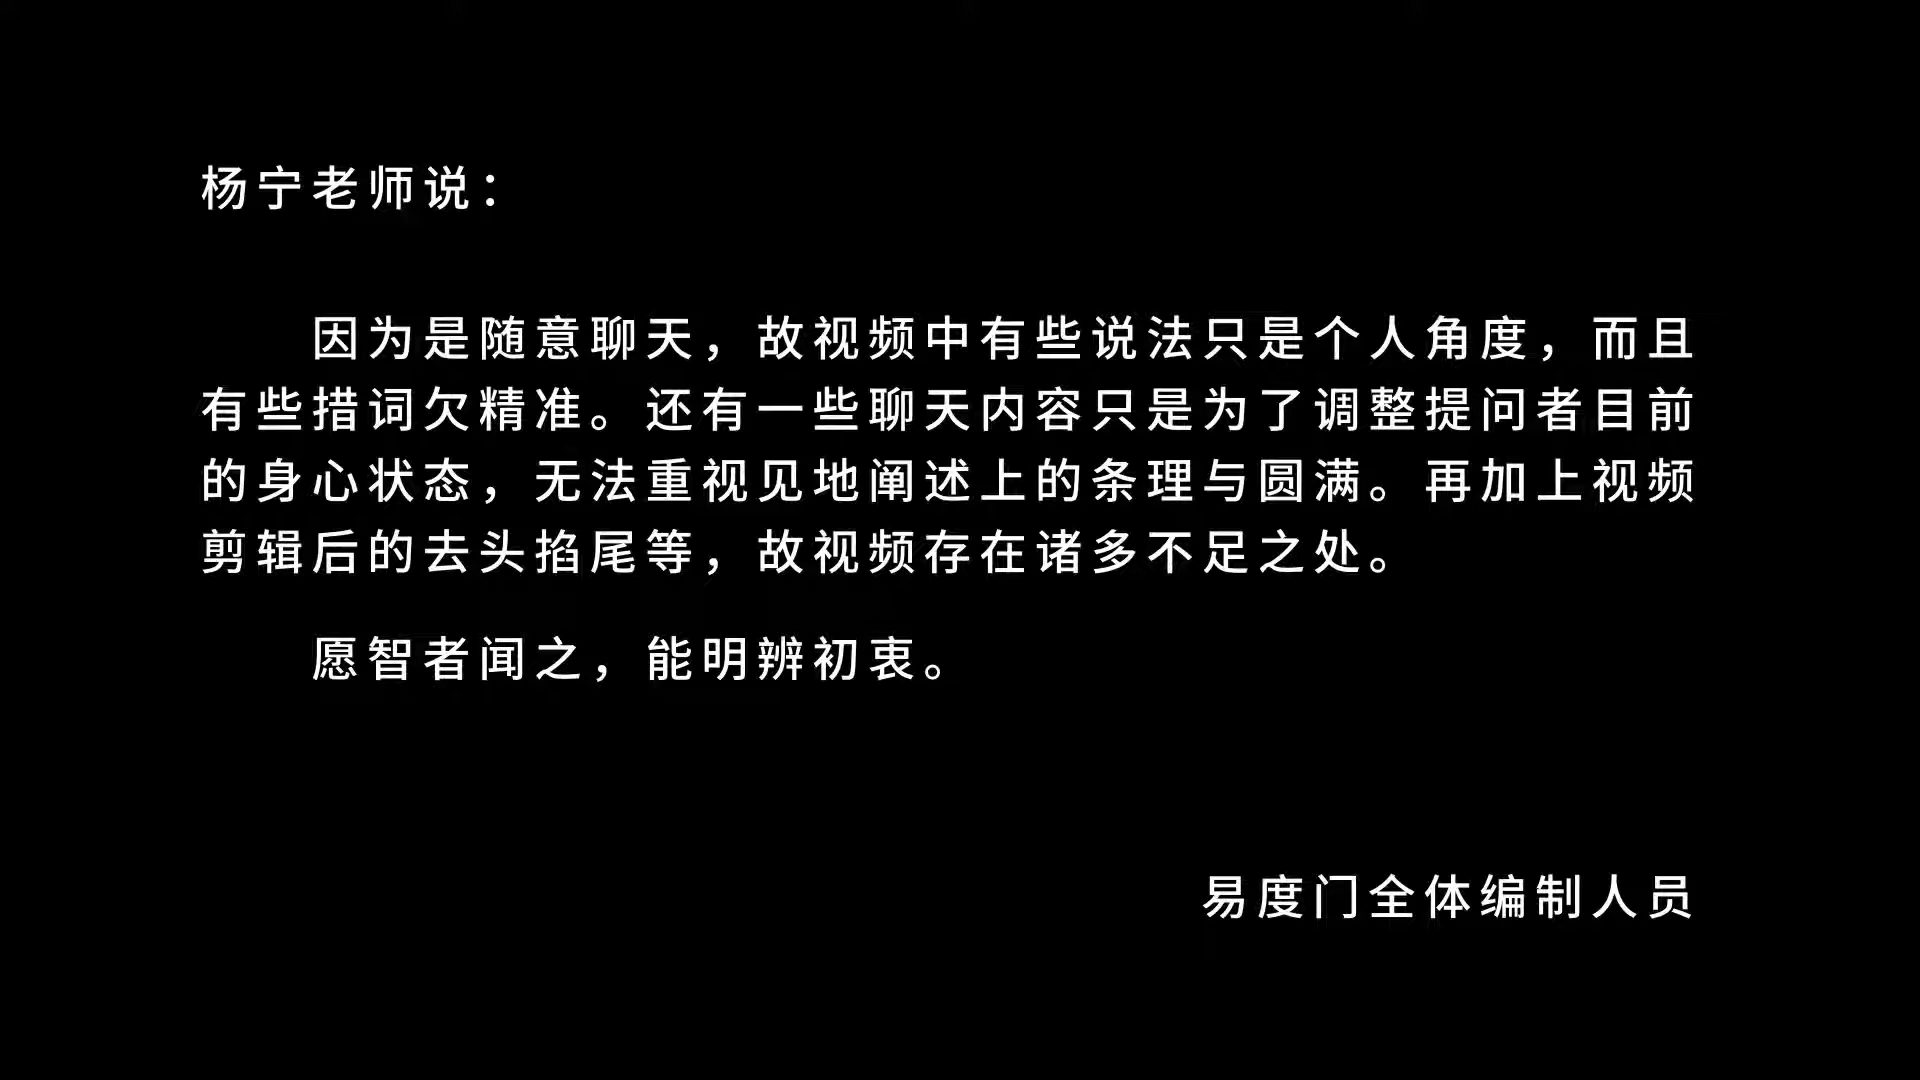 杨宁老师说：
因为是随意聊天，故视频中有些说法只是个人角度，而且
有些措词欠精准。还有一些聊天内容只是为了调整提问者目前
的身心状态，无法重视见地阐述上的条理与圆满。再加上视频
剪辑后的去头掐尾等，故视频存在诸多不足之处。
愿智者闻之，能明辨初衷。
易度门全体编制人员